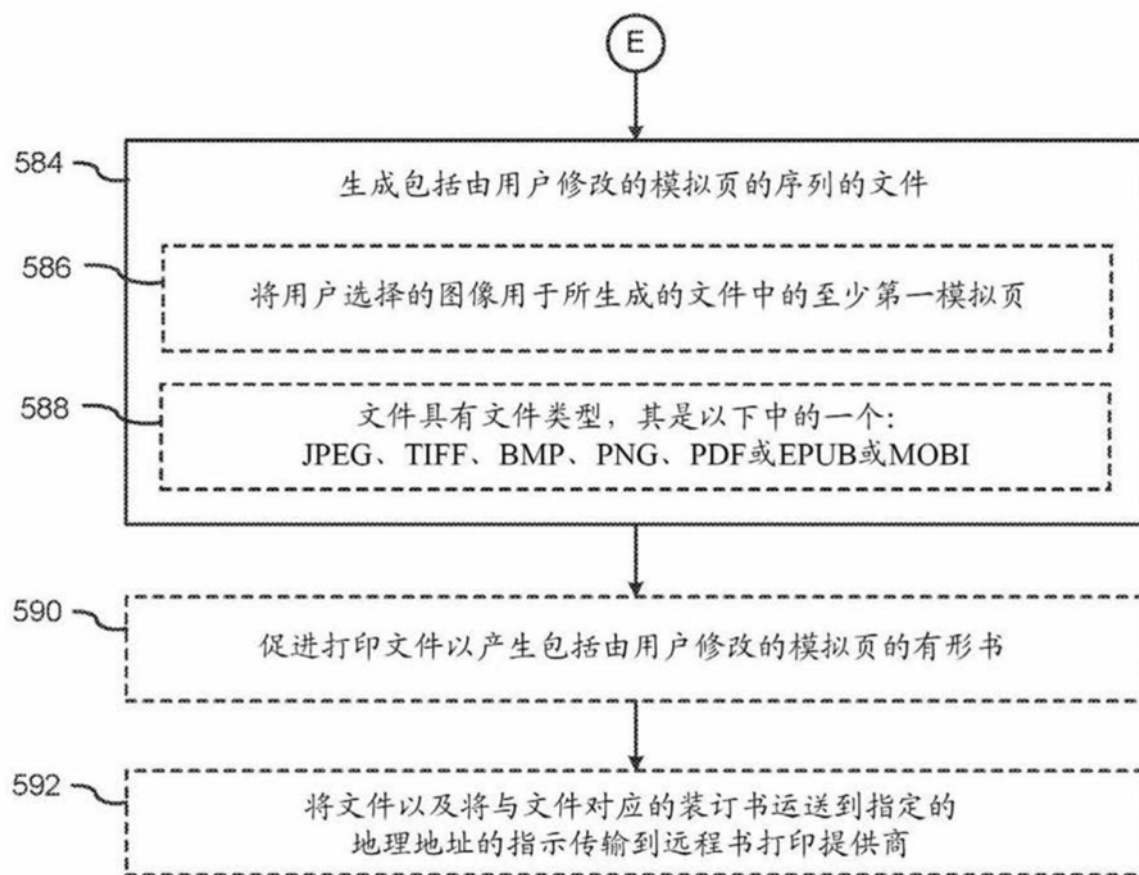 E
584
生成包括由用户修改的模拟页的序列的文件
586
将用户选择的图像用于所生成的文件中的至少第一模拟页
588
文件具有文件类型，其是以下中的一个：
JPEG、TIFF、BMP、PNG、PDF或EPUB或MOBI
590
促进打印文件以产生包括由用户修改的模拟页的有形书
592
将文件以及将与文件对应的装订书运送到指定的
地理地址的指示传输到远程书打印提供商